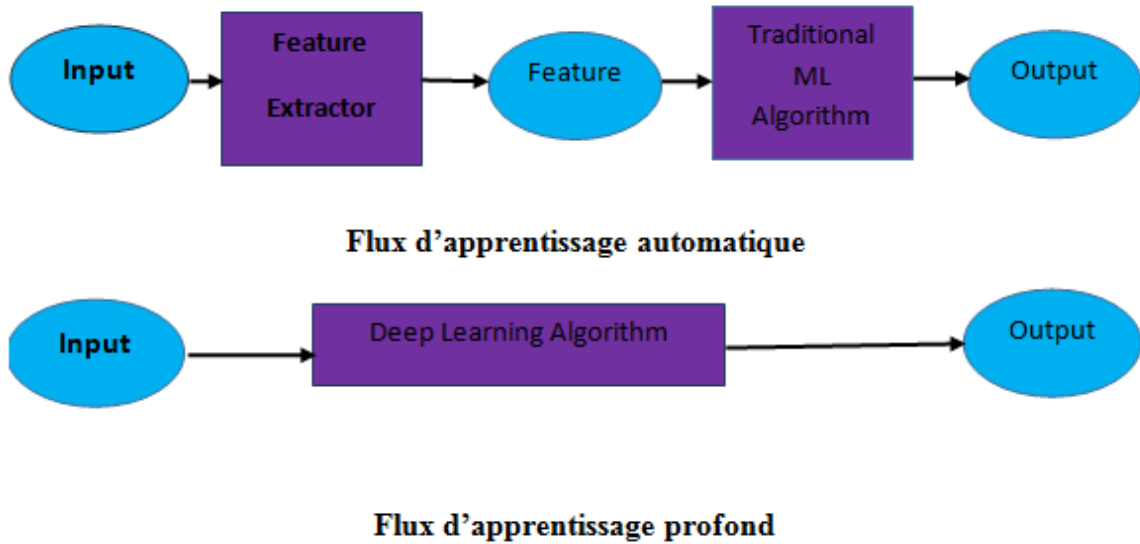 Input
Feature
Extractor
Feature
Traditional
ML
Algorithm
Output
Flux d’apprentissage automatique
Input
Deep Learning Algorithm
Output
Flux d’apprentissage profond